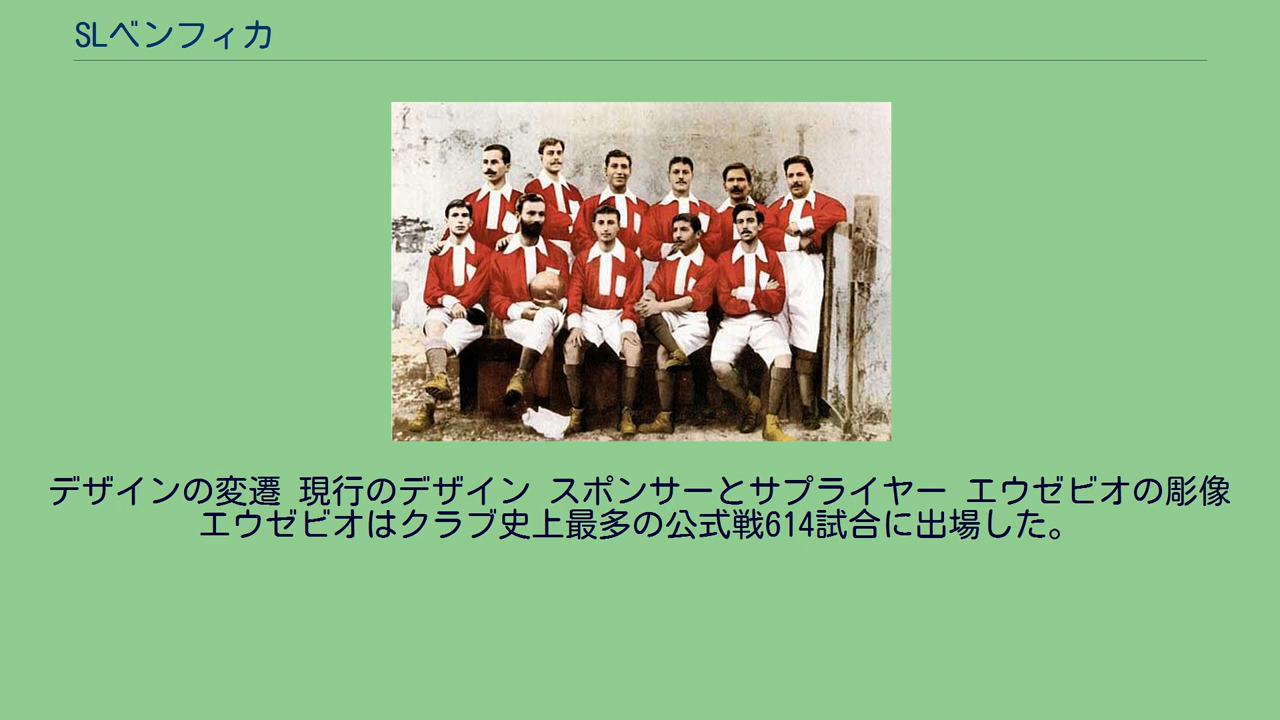 SLベンフィカ
デザインの変遷 現行のデザイン スポンサーとサプライヤー エウゼビオの彫像
エウゼビオはクラブ史上最多の公式戦614試合に出場した。